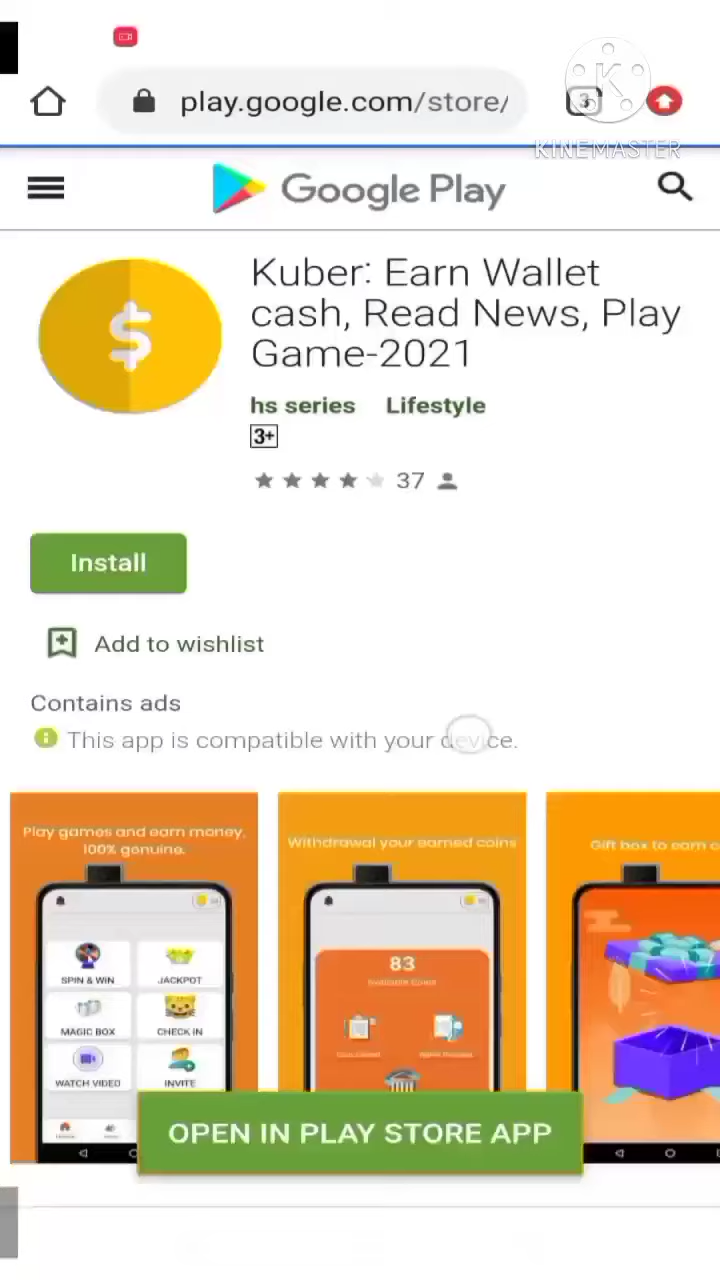 play.google.com/store/
3
K
KINEMASTER
Google Play
Kuber: Earn Wallet
cash, Read News, Play
Game-2021
hs series Lifestyle
3+
37
Install
Add to wishlist
Contains ads
This app is compatible with your device.
Play games and earn money,
100% genuine.
Withdrawal your earned coins
Gift box to earn c
SPIN & WIN JACKPOT
83
MAGIC BOX CHECK IN
WATCH VIDEO INVITE
OPEN IN PLAY STORE APP